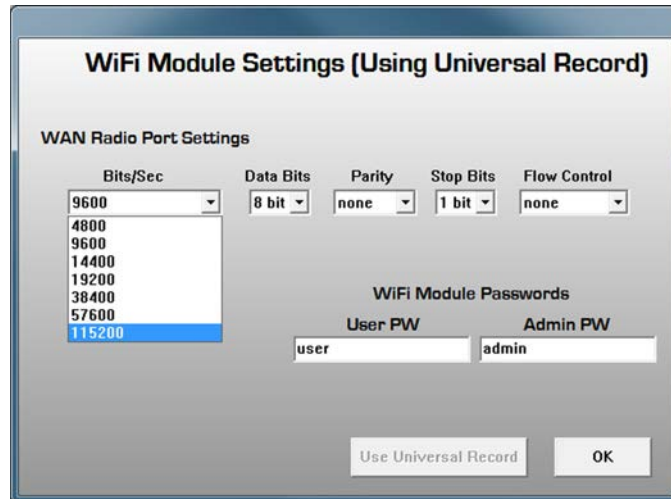 WiFi Module Settings (Using Universal Record)
WAN Radio Port Settings
Bits/Sec Data Bits Parity Stop Bits Flow Control
9600 8 bit none 1 bit none
4800
9600
14400
19200
38400
57600
115200
WiFi Module Passwords
User PW Admin PW
user admin
Use Universal Record OK